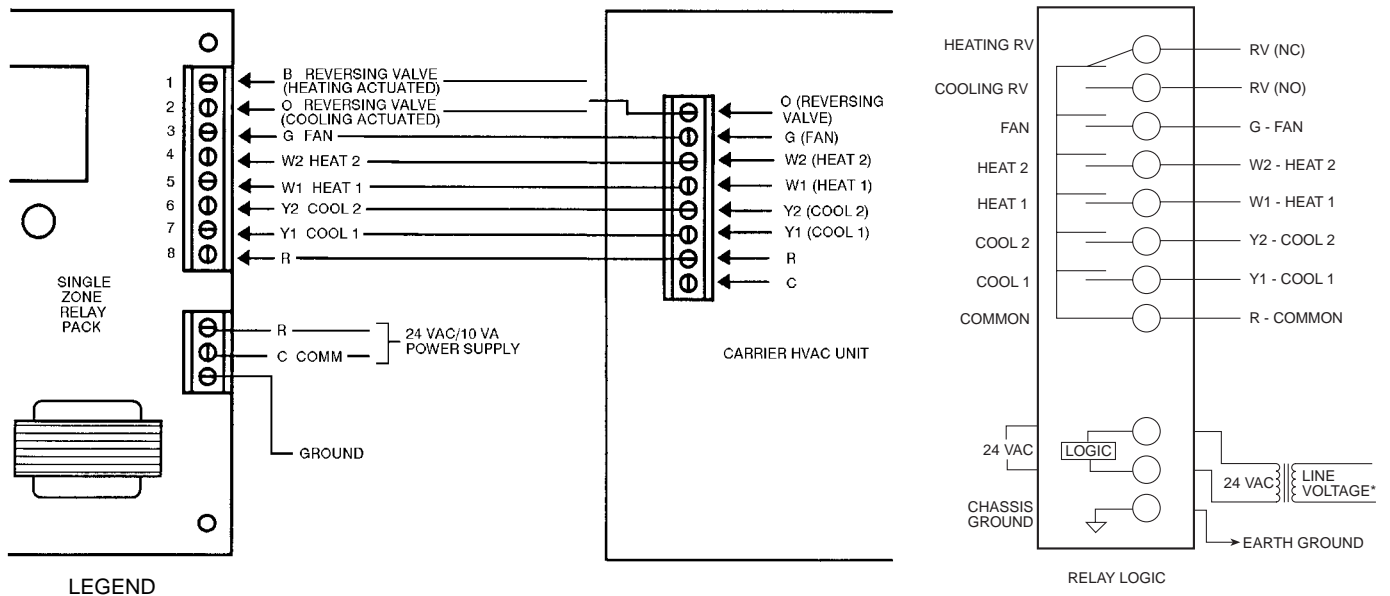 1
B REVERSING VALVE
(HEATING ACTUATED)
2
O REVERSING VALVE
(COOLING ACTUATED)
3
G FAN
4
W2 HEAT 2
5
W1 HEAT 1
6
Y2 COOL 2
7
Y1 COOL 1
8
R
SINGLE
ZONE
RELAY
PACK
R
C COMM
24 VAC/10 VA
POWER SUPPLY
GROUND
LEGEND
O (REVERSING
VALVE)
G (FAN)
W2 (HEAT 2)
W1 (HEAT 1)
Y2 (COOL 2)
Y1 (COOL 1)
R
C
CARRIER HVAC UNIT
HEATING RV
RV (NC)
COOLING RV
RV (NO)
FAN
G - FAN
HEAT 2
W2 - HEAT 2
HEAT 1
W1 - HEAT 1
COOL 2
Y2 - COOL 2
COOL 1
Y1 - COOL 1
COMMON
R - COMMON
24 VAC
LOGIC
24 VAC
LINE
VOLTAGE*
CHASSIS
GROUND
EARTH GROUND
RELAY LOGIC